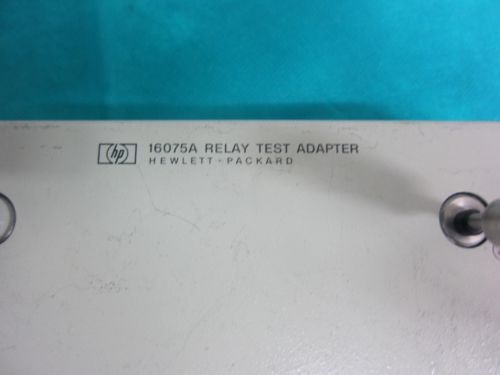 hp 16075A RELAY TEST ADAPTER
HEWLETT · PACKARD